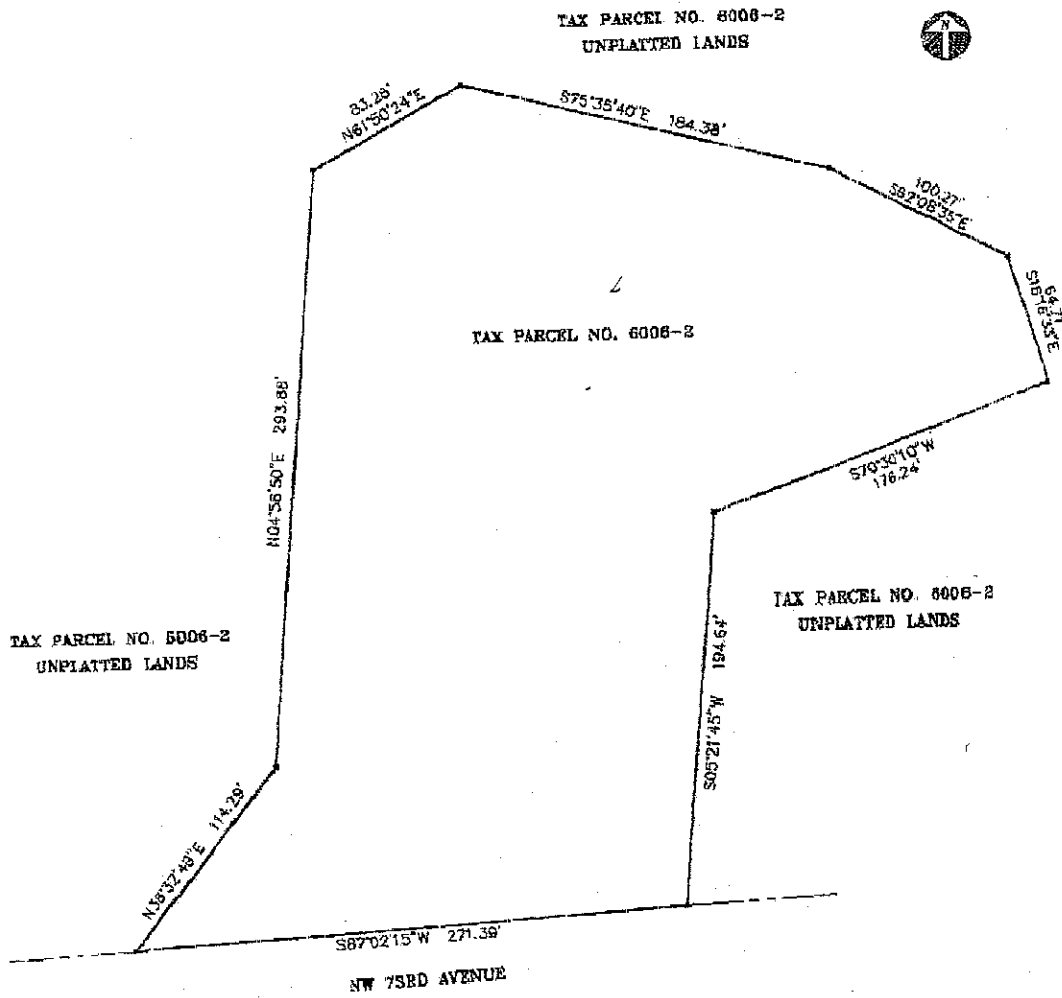 TAX PARCEL NO. 6006-2
UNPLATTED LANDS
N
83.28'
N61°50'24"E
S75°35'40"E 184.38'
100.27'
S62°08'35"E
64.71'
S16°16'33"E
TAX PARCEL NO. 6006-2
N04°56'50"E 293.88'
S70°30'10"W
176.24'
TAX PARCEL NO. 6006-2
UNPLATTED LANDS
TAX PARCEL NO. 6006-2
UNPLATTED LANDS
S05°21'45"W 194.64'
N38°32'49"E 114.29'
S87°02'15"W 271.39'
NW 73RD AVENUE